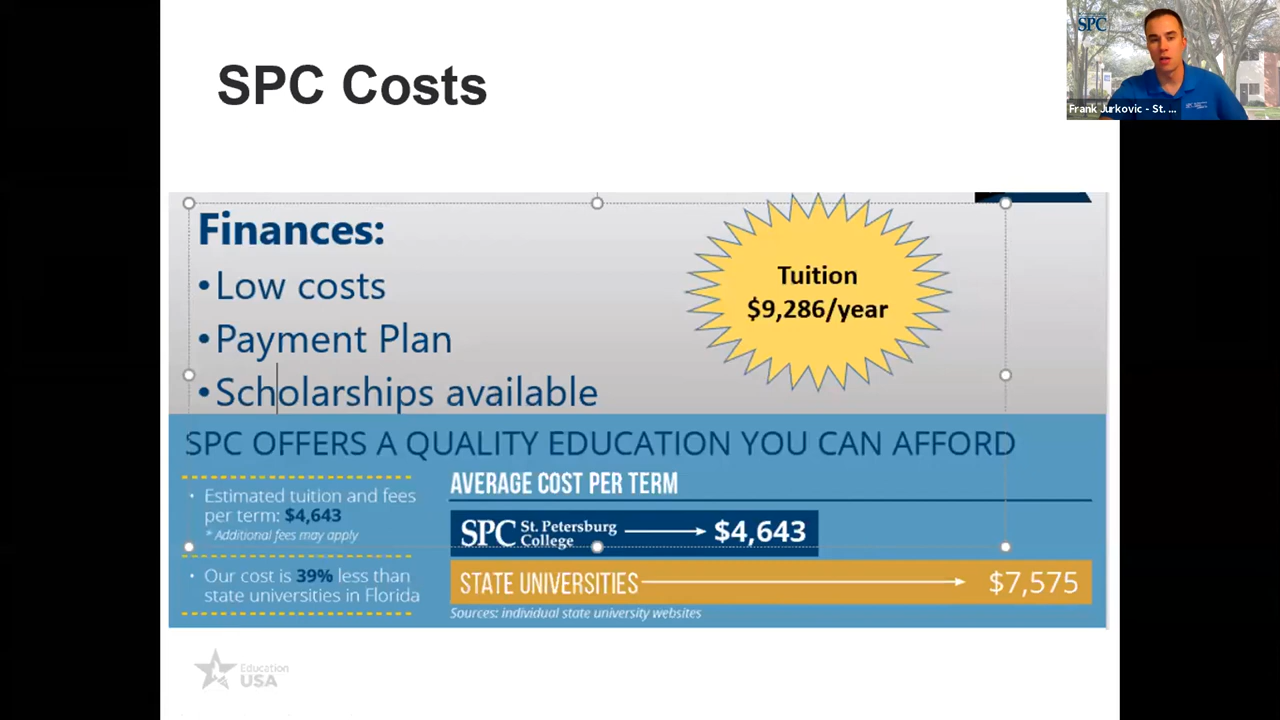 SPC Costs
SPC
Frank Jurkovic - St. ...
Finances:
•Low costs
•Payment Plan
•Scholarships available
Tuition
$9,286/year
SPC OFFERS A QUALITY EDUCATION YOU CAN AFFORD
• Estimated tuition and fees
per term: $4,643
* Additional fees may apply
• Our cost is 39% less than
state universities in Florida
AVERAGE COST PER TERM
SPC St. Petersburg College $4,643
STATE UNIVERSITIES $7,575
Sources: individual state university websites
Education
USA